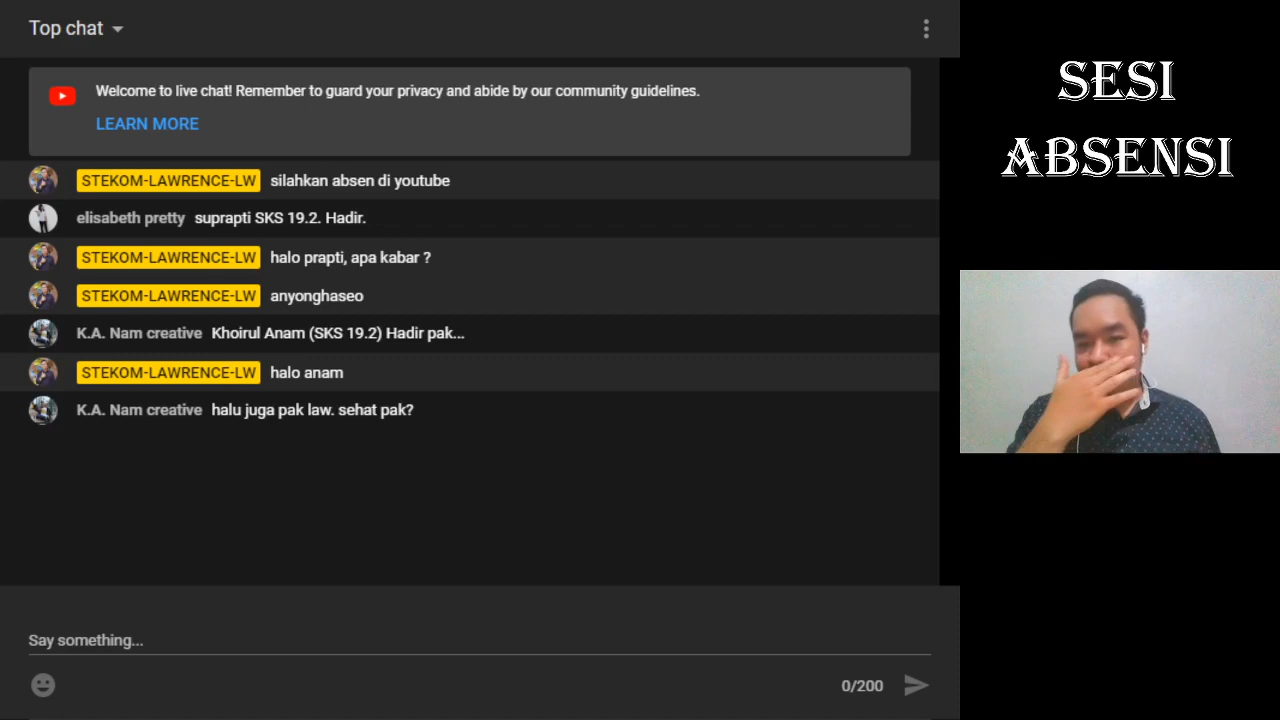 Top chat
Welcome to live chat! Remember to guard your privacy and abide by our community guidelines.
LEARN MORE
STEKOM-LAWRENCE-LW silahkan absen di youtube
elisabeth pretty suprapti SKS 19.2. Hadir.
STEKOM-LAWRENCE-LW halo prapti, apa kabar ?
STEKOM-LAWRENCE-LW anyonghaseo
K.A. Nam creative Khoirul Anam (SKS 19.2) Hadir pak...
STEKOM-LAWRENCE-LW halo anam
K.A. Nam creative halu juga pak law. sehat pak?
Say something...
0/200
SESI
ABSENSI